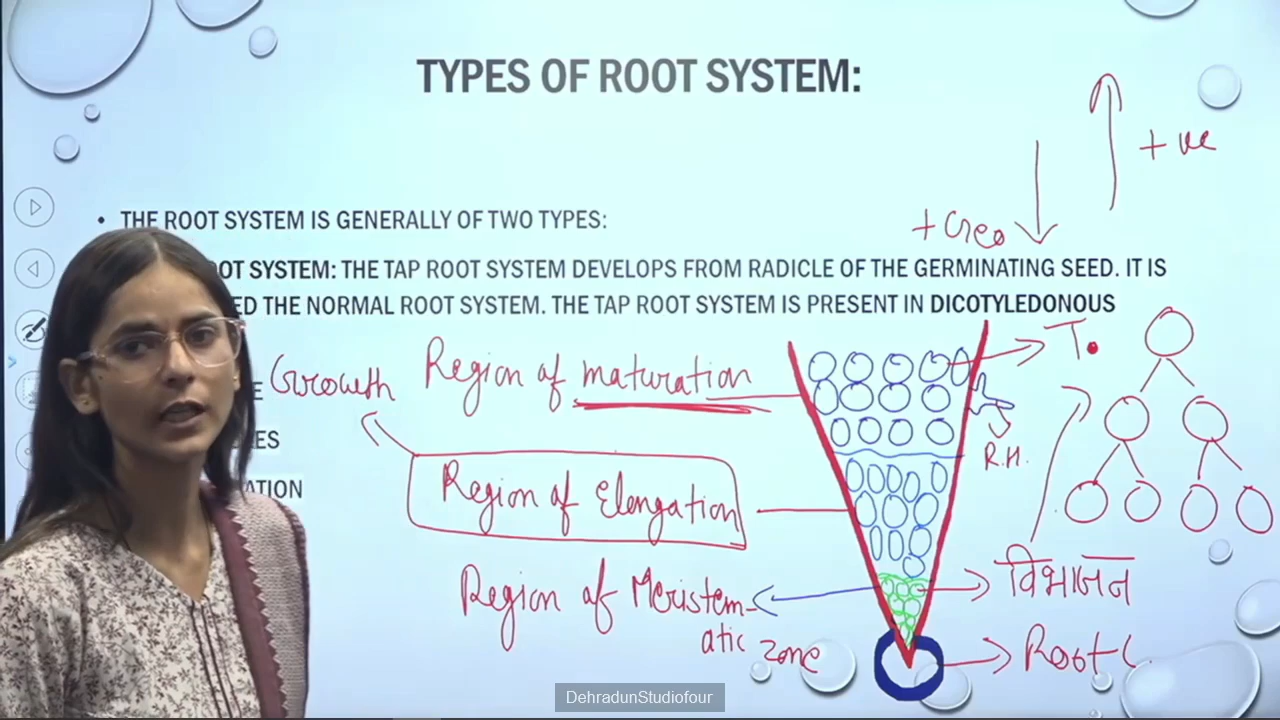 TYPES OF ROOT SYSTEM:
+ve
• THE ROOT SYSTEM IS GENERALLY OF TWO TYPES:
+Geo
OOT SYSTEM: THE TAP ROOT SYSTEM DEVELOPS FROM RADICLE OF THE GERMINATING SEED. IT IS
ED THE NORMAL ROOT SYSTEM. THE TAP ROOT SYSTEM IS PRESENT IN DICOTYLEDONOUS
T.
Growth Region of maturation
ES
R.H.
Region of Elongation
ATION
Region of Meristem-
atic zone
विभाजन
Root C
DehradunStudiofour